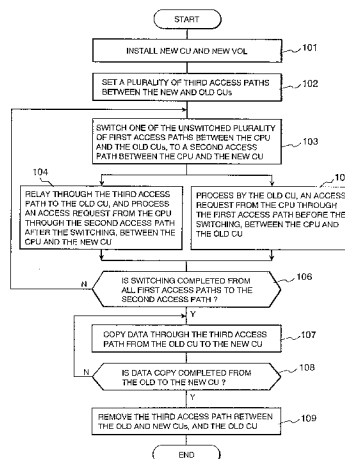 START
INSTALL NEW CU AND NEW VOL
101
SET A PLURALITY OF THIRD ACCESS PATHS
BETWEEN THE NEW AND OLD CUs
102
SWITCH ONE OF THE UNSWITCHED PLURALITY
OF FIRST ACCESS PATHS BETWEEN THE CPU
AND THE OLD CUs, TO A SECOND ACCESS
PATH BETWEEN THE CPU AND THE NEW CU
103
104
RELAY THROUGH THE THIRD ACCESS
PATH TO THE OLD CU, AND PROCESS
AN ACCESS REQUEST FROM THE CPU
THROUGH THE SECOND ACCESS PATH
AFTER THE SWITCHING, BETWEEN THE
CPU AND THE NEW CU
PROCESS BY THE OLD CU, AN ACCESS
REQUEST FROM THE CPU THROUGH
THE FIRST ACCESS PATH BEFORE THE
SWITCHING, BETWEEN THE CPU AND
THE OLD CU
IS SWITCHING COMPLETED FROM
ALL FIRST ACCESS PATHS TO THE
SECOND ACCESS PATH ?
106
N
Y
COPY DATA THROUGH THE THIRD ACCESS
PATH FROM THE OLD CU TO THE NEW CU
107
IS DATA COPY COMPLETED FROM
THE OLD TO THE NEW CU ?
108
N
Y
REMOVE THE THIRD ACCESS PATH BETWEEN
THE OLD AND NEW CUs, AND THE OLD CU
109
END